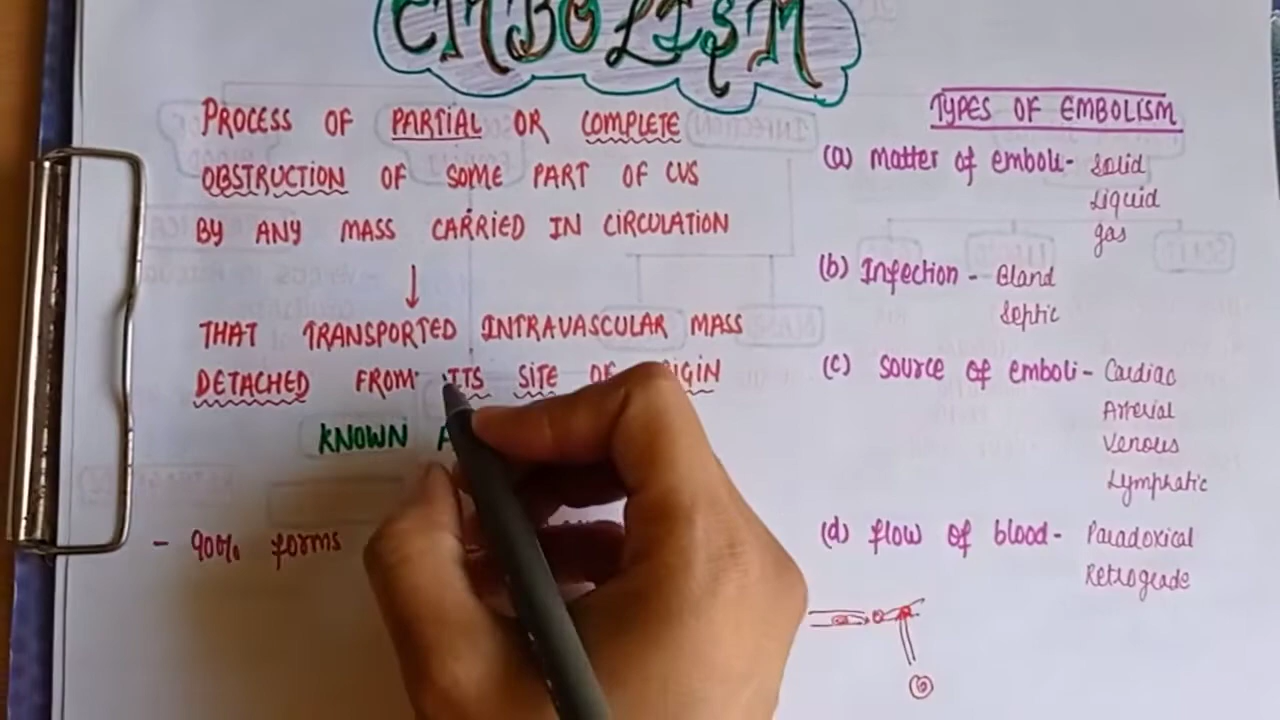 EMBOLISM
PROCESS OF PARTIAL OR COMPLETE
OBSTRUCTION OF SOME PART OF CVS
BY ANY MASS CARRIED IN CIRCULATION
THAT TRANSPORTED INTRAVASCULAR MASS
DETACHED FROM ITS SITE
KNOWN
- 90% forms
TYPES OF EMBOLISM
(a) Matter of emboli - Solid
Liquid
gas
(b) Infection - Bland
Septic
(c) Source of emboli - Cardiac
Arterial
Venous
Lymphatic
(d) flow of blood - Paradoxical
Retrograde